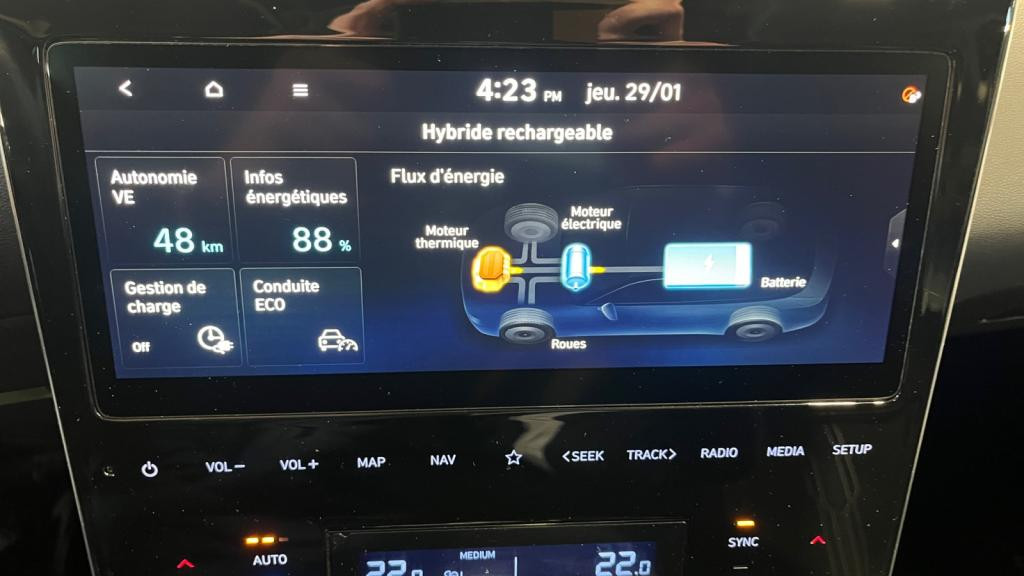 4:23 PM jeu. 29/01
Hybride rechargeable
Autonomie
VE
48 km
Infos
énergétiques
88 %
Gestion de
charge
Off
Conduite
ECO
Flux d'énergie
Moteur
thermique
Moteur
électrique
Batterie
Roues
VOL− VOL+ MAP NAV <SEEK TRACK> RADIO MEDIA SETUP
AUTO
SYNC
MEDIUM
22.0 22.0